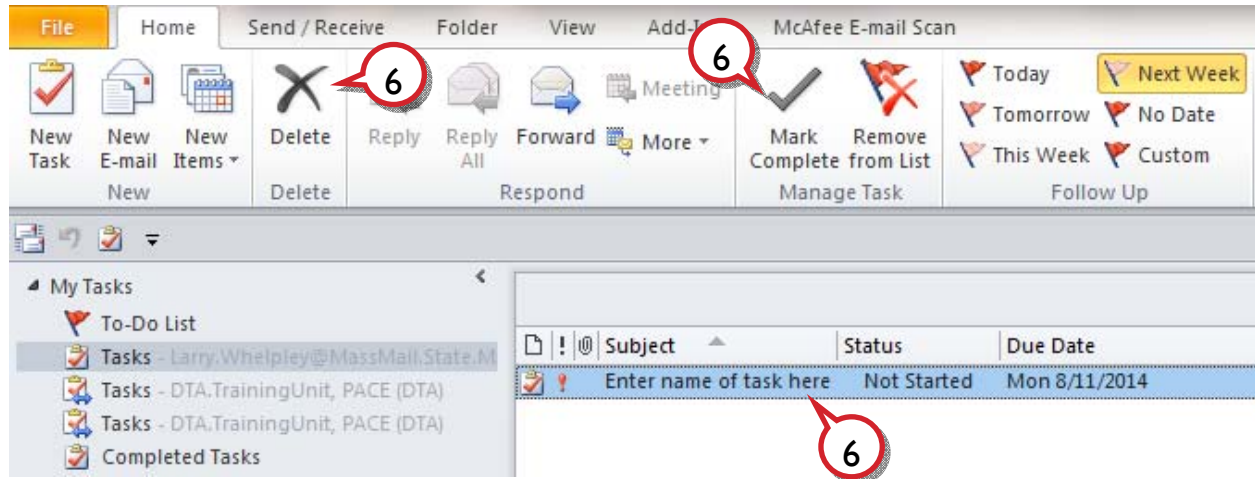 File Home Send / Receive Folder View Add-I McAfee E-mail Scan
6 6
New Task
New E-mail
New Items
Delete
Reply
Reply All
Forward
Meeting
More
Mark Complete
Remove from List
Today
Tomorrow
This Week
Next Week
No Date
Custom
New Delete Respond Manage Task Follow Up
My Tasks
To-Do List
Tasks - Larry.Whelpley@MassMail.State.M
Tasks - DTA.TrainingUnit, PACE (DTA)
Tasks - DTA.TrainingUnit, PACE (DTA)
Completed Tasks
! Subject Status Due Date
! Enter name of task here Not Started Mon 8/11/2014
6